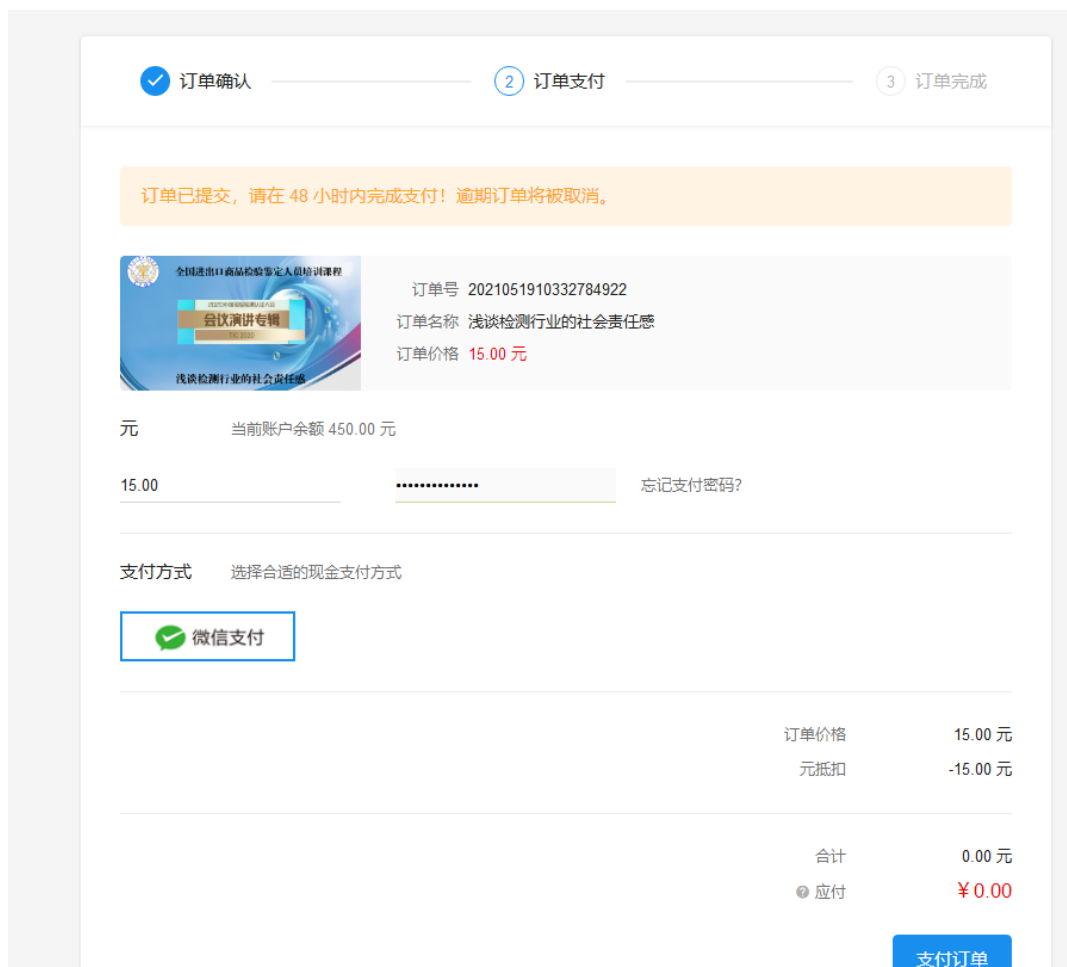 订单确认
2 订单支付
3 订单完成
订单已提交，请在 48 小时内完成支付！逾期订单将被取消。
全国进出口商品检验鉴定人员培训课程
会议演讲专辑
TIC 2020
浅谈检测行业的社会责任感
订单号 2021051910332784922
订单名称 浅谈检测行业的社会责任感
订单价格 15.00 元
元 当前账户余额 450.00 元
15.00 •••••••••••••• 忘记支付密码？
支付方式 选择合适的现金支付方式
微信支付
订单价格 15.00 元
元抵扣 -15.00 元
合计 0.00 元
? 应付 ¥ 0.00
支付订单